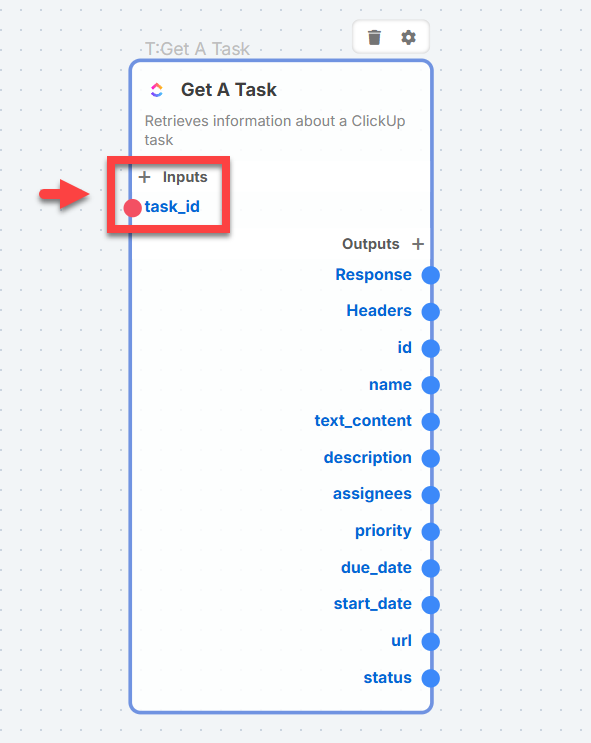 T:Get A Task
Get A Task
Retrieves information about a ClickUp
task
Inputs
task_id
Outputs
Response
Headers
id
name
text_content
description
assignees
priority
due_date
start_date
url
status